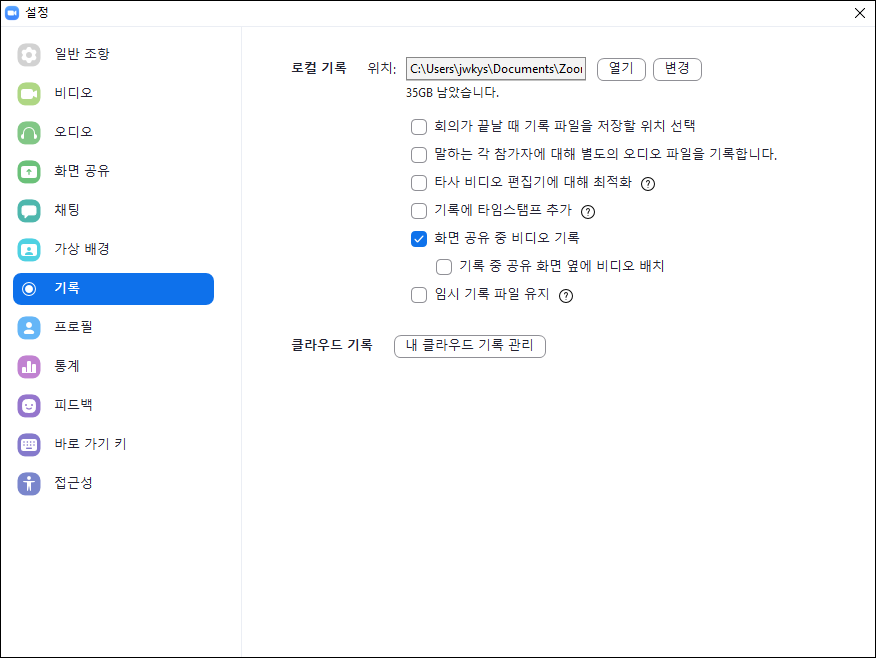 설정
일반 조항
비디오
오디오
화면 공유
채팅
가상 배경
기록
프로필
통계
피드백
바로 가기 키
접근성
로컬 기록 위치: C:\Users\jwkys\Documents\Zoom 열기 변경
35GB 남았습니다.
회의가 끝날 때 기록 파일을 저장할 위치 선택
말하는 각 참가자에 대해 별도의 오디오 파일을 기록합니다.
타사 비디오 편집기에 대해 최적화 ?
기록에 타임스탬프 추가 ?
화면 공유 중 비디오 기록
기록 중 공유 화면 옆에 비디오 배치
임시 기록 파일 유지 ?
클라우드 기록 내 클라우드 기록 관리